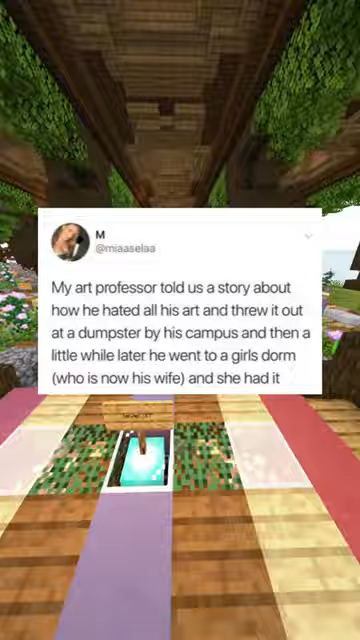 M
@miaaselaa
My art professor told us a story about
how he hated all his art and threw it out
at a dumpster by his campus and then a
little while later he went to a girls dorm
(who is now his wife) and she had it